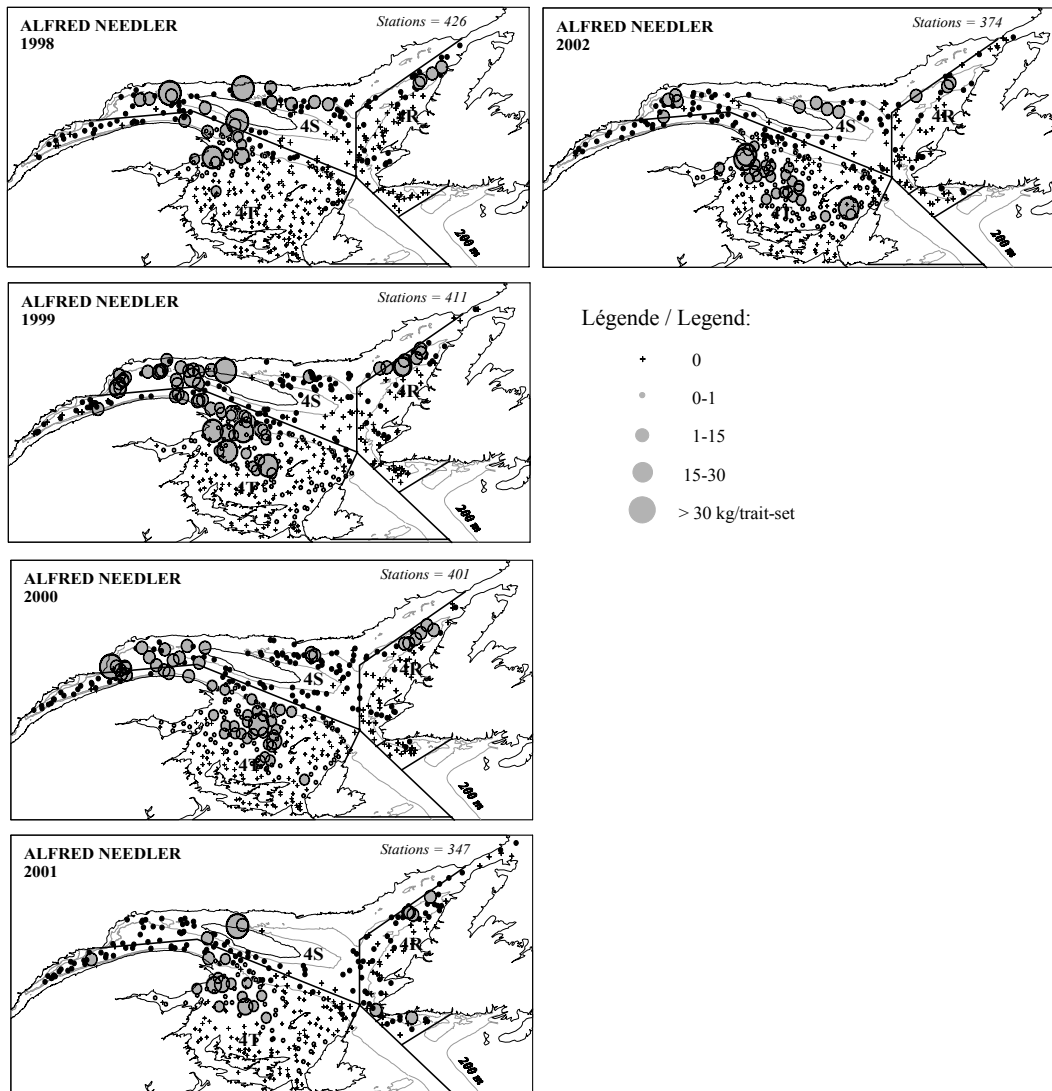 ALFRED NEEDLER
1998
Stations = 426
4S
4R
4T
200 m
ALFRED NEEDLER
2002
Stations = 374
4S
4R
4T
200 m
ALFRED NEEDLER
1999
Stations = 411
4S
4R
4T
200 m
Légende / Legend:
0
0-1
1-15
15-30
> 30 kg/trait-set
ALFRED NEEDLER
2000
Stations = 401
4S
4R
4T
200 m
ALFRED NEEDLER
2001
Stations = 347
4S
4R
4T
200 m